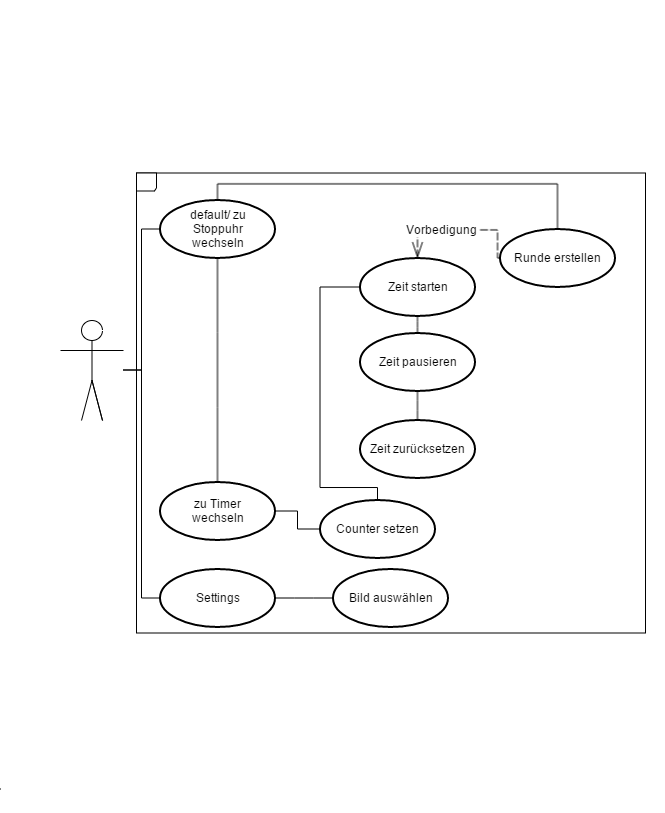 default/ zu
Stoppuhr
wechseln
Vorbedigung
Runde erstellen
Zeit starten
Zeit pausieren
Zeit zurücksetzen
zu Timer
wechseln
Counter setzen
Settings
Bild auswählen